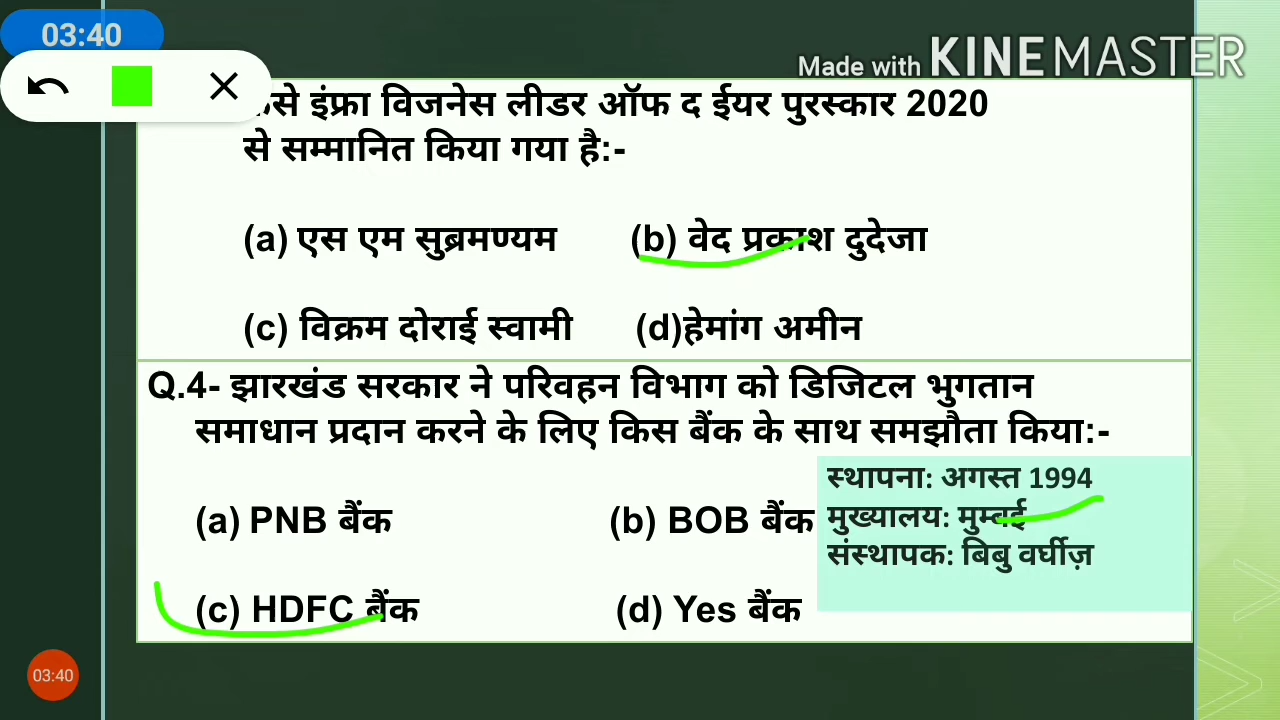 03:40
Made with KINEMASTER
से इंफ्रा विजनेस लीडर ऑफ द ईयर पुरस्कार 2020
से सम्मानित किया गया है:-
(a) एस एम सुब्रमण्यम (b) वेद प्रकाश दुदेजा
(c) विक्रम दोराई स्वामी (d)हेमांग अमीन
Q.4- झारखंड सरकार ने परिवहन विभाग को डिजिटल भुगतान
समाधान प्रदान करने के लिए किस बैंक के साथ समझौता किया:-
स्थापना: अगस्त 1994
(a) PNB बैंक (b) BOB बैंक मुख्यालय: मुम्बई
संस्थापक: बिबु वर्घीज़
(c) HDFC बैंक (d) Yes बैंक
03:40